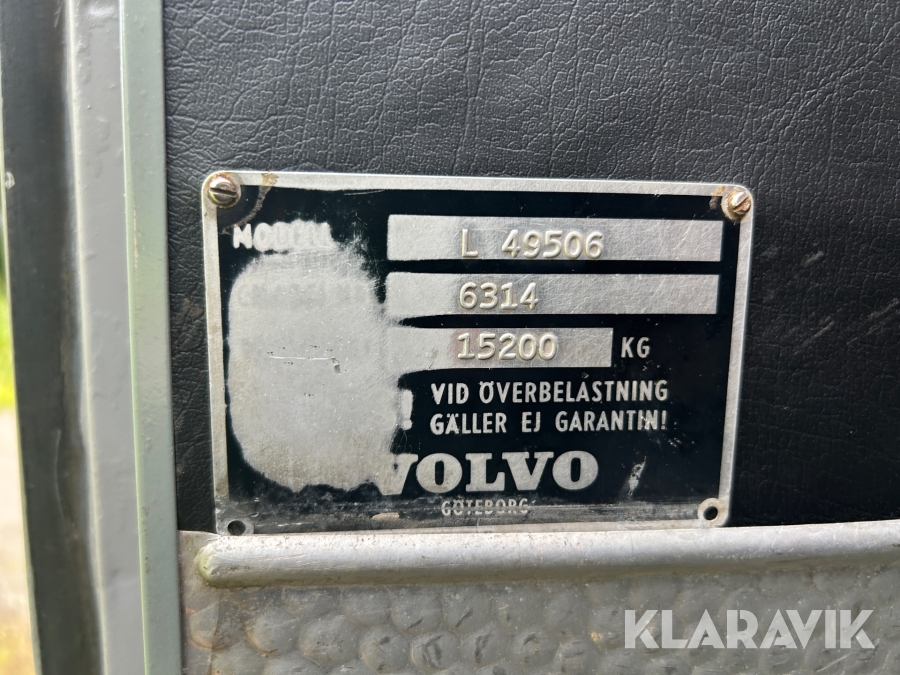 MODELL L 49506
6314
15200 KG
! VID ÖVERBELASTNING
GÄLLER EJ GARANTIN!
VOLVO
GÖTEBORG
KLARAVIK